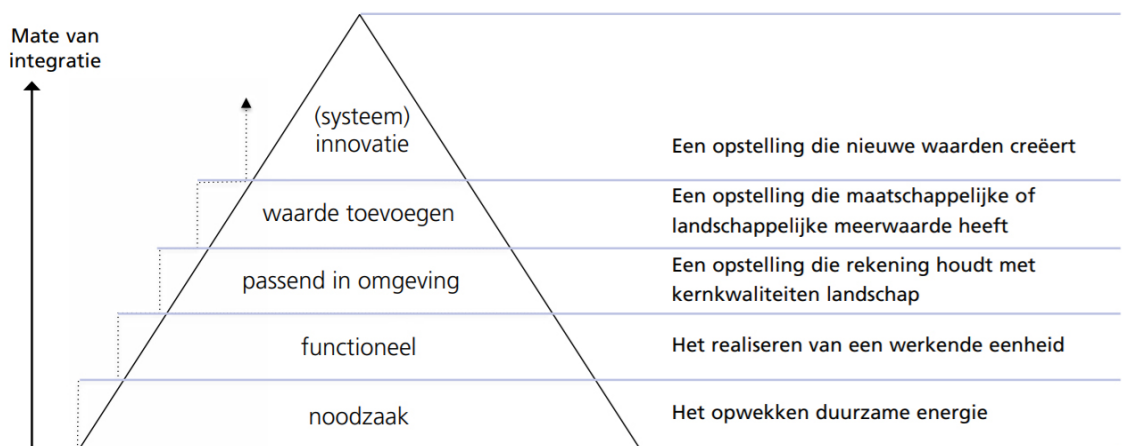 Mate van
integratie
(systeem)
innovatie
Een opstelling die nieuwe waarden creëert
waarde toevoegen
Een opstelling die maatschappelijke of
landschappelijke meerwaarde heeft
passend in omgeving
Een opstelling die rekening houdt met
kernkwaliteiten landschap
functioneel
Het realiseren van een werkende eenheid
noodzaak
Het opwekken duurzame energie